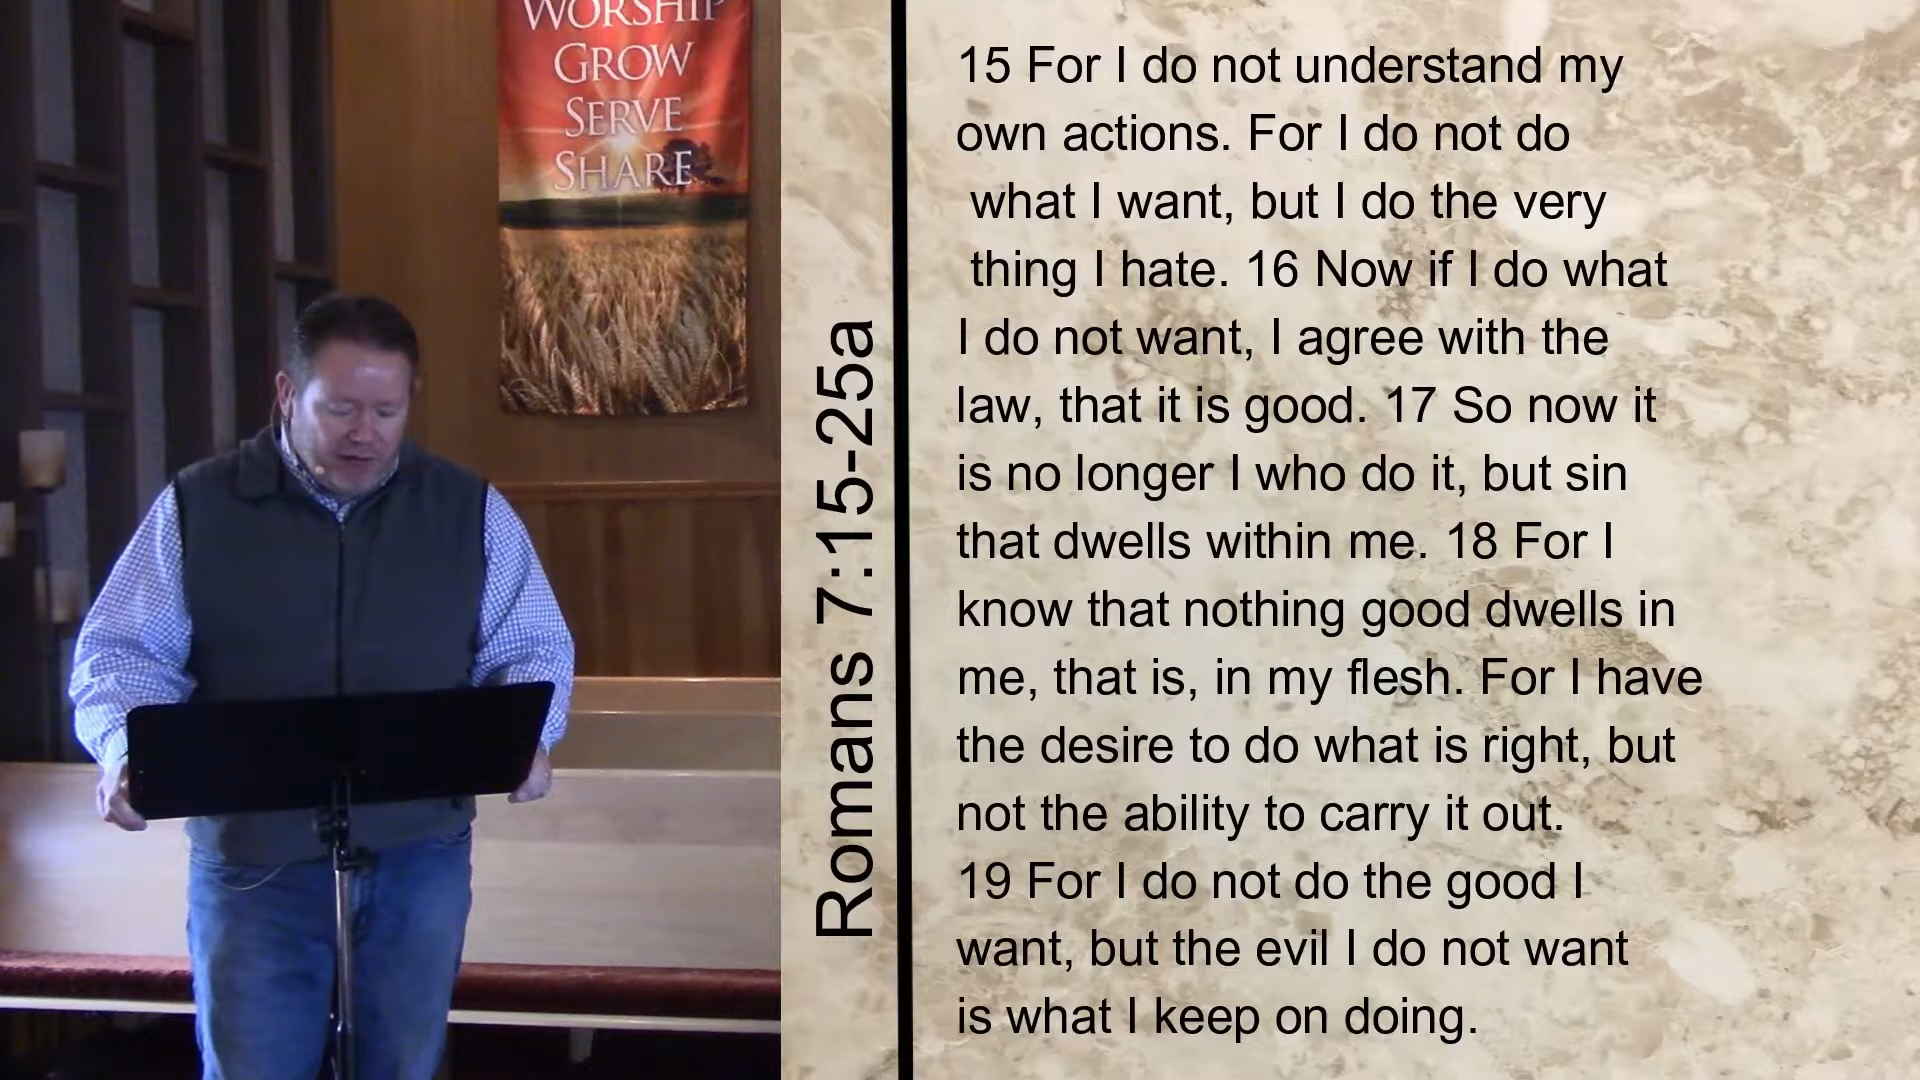 WORSHIP
GROW
SERVE
SHARE
Romans 7:15-25a
15 For I do not understand my
own actions. For I do not do
what I want, but I do the very
thing I hate. 16 Now if I do what
I do not want, I agree with the
law, that it is good. 17 So now it
is no longer I who do it, but sin
that dwells within me. 18 For I
know that nothing good dwells in
me, that is, in my flesh. For I have
the desire to do what is right, but
not the ability to carry it out.
19 For I do not do the good I
want, but the evil I do not want
is what I keep on doing.